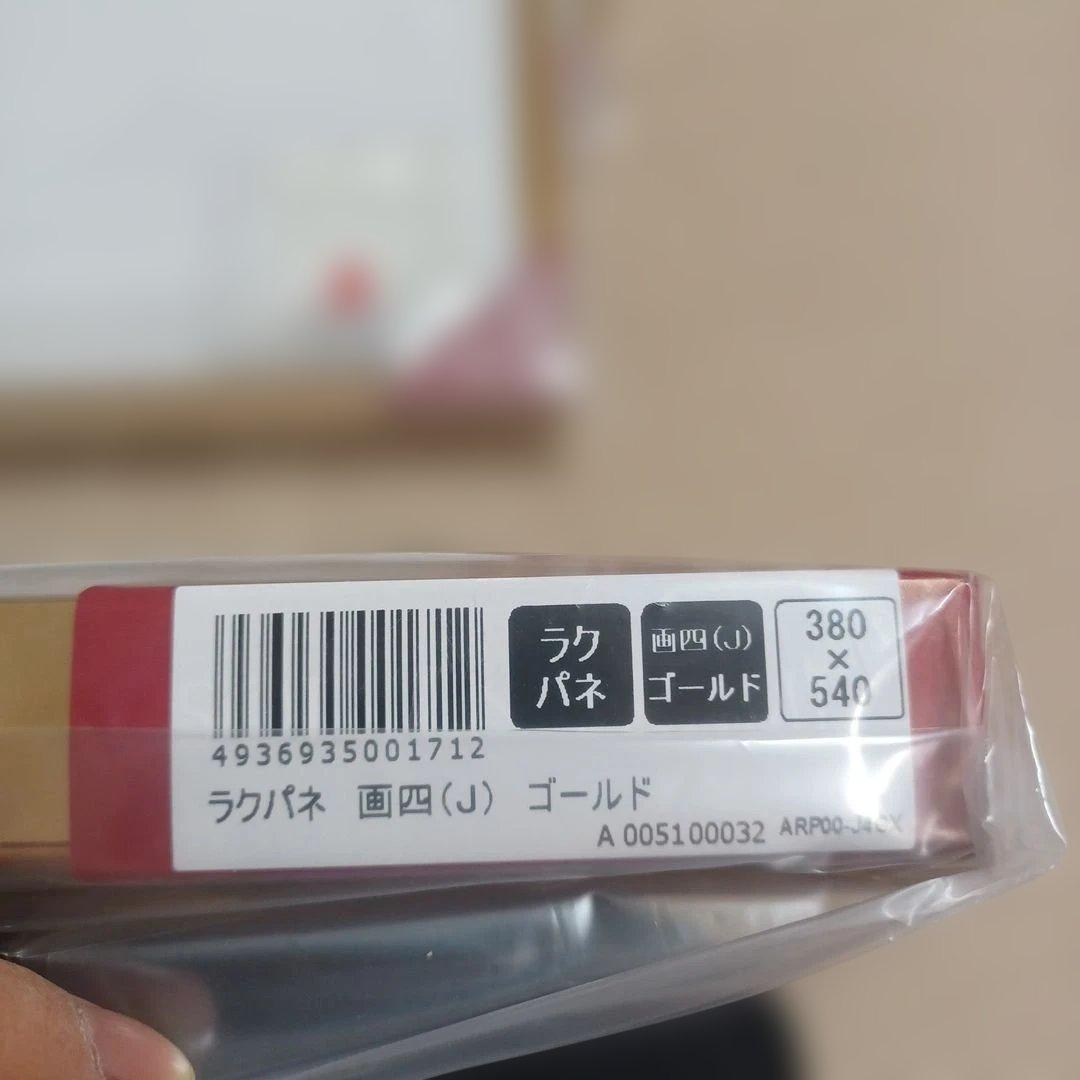 ラク
パネ
画四(J)
ゴールド
380
×
540
4936935001712
ラクパネ 画四(J) ゴールド
A 005100032